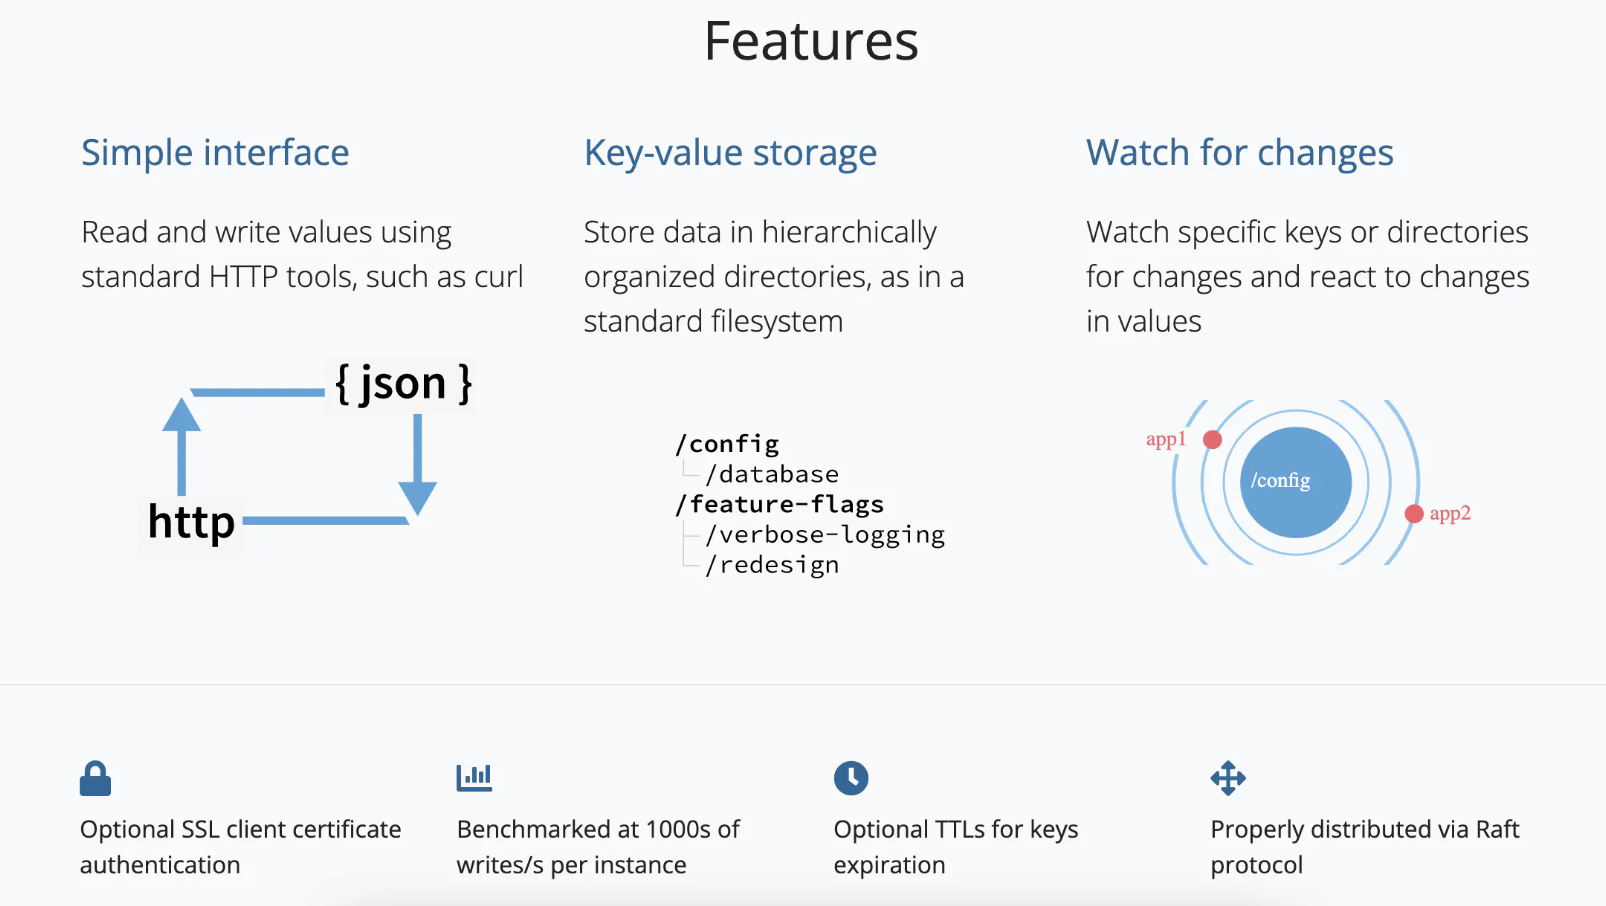 Features
Simple interface
Read and write values using
standard HTTP tools, such as curl
{ json }
http
Key-value storage
Store data in hierarchically
organized directories, as in a
standard filesystem
/config
/database
/feature-flags
/verbose-logging
/redesign
Watch for changes
Watch specific keys or directories
for changes and react to changes
in values
app1
/config
app2
Optional SSL client certificate
authentication
Benchmarked at 1000s of
writes/s per instance
Optional TTLs for keys
expiration
Properly distributed via Raft
protocol